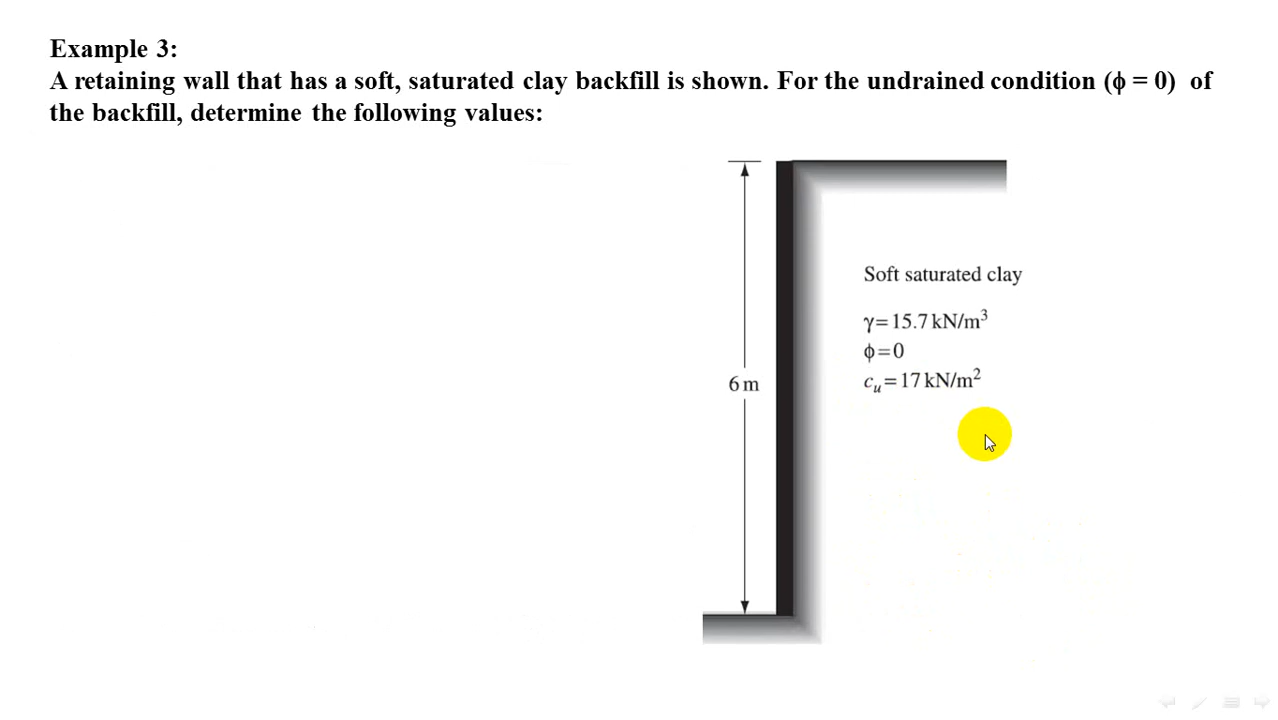 Example 3:
A retaining wall that has a soft, saturated clay backfill is shown. For the undrained condition (ϕ = 0) of
the backfill, determine the following values:
Soft saturated clay
γ=15.7 kN/m³
ϕ=0
6 m
cᵤ=17 kN/m²